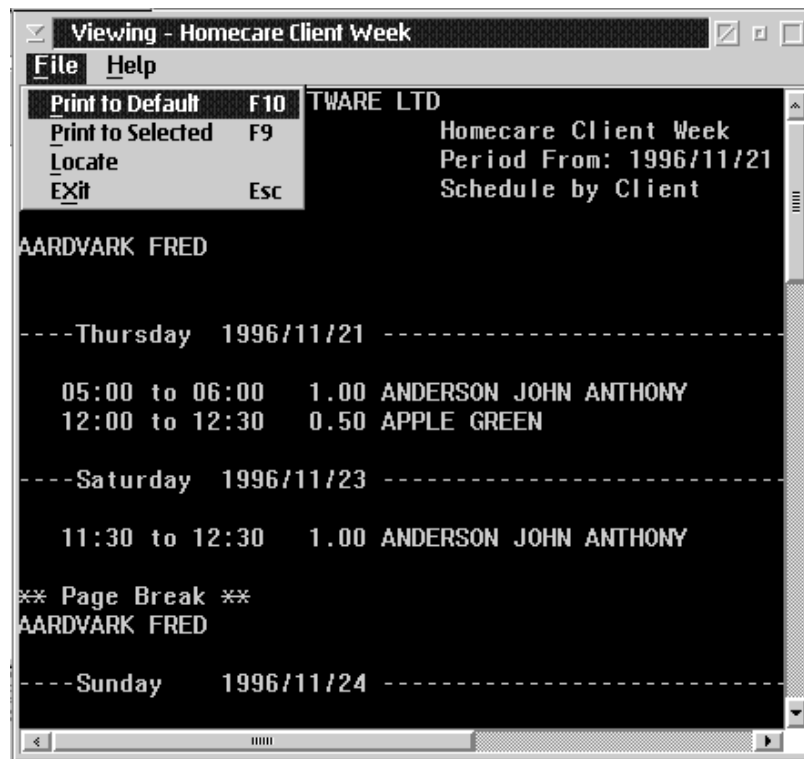 Viewing - Homecare Client Week
File Help
Print to Default F10
Print to Selected F9
Locate
EXit Esc
TWARE LTD
Homecare Client Week
Period From: 1996/11/21
Schedule by Client
AARDVARK FRED
----Thursday 1996/11/21 ---------------------------
05:00 to 06:00 1.00 ANDERSON JOHN ANTHONY
12:00 to 12:30 0.50 APPLE GREEN
----Saturday 1996/11/23 ---------------------------
11:30 to 12:30 1.00 ANDERSON JOHN ANTHONY
** Page Break **
AARDVARK FRED
----Sunday 1996/11/24 ---------------------------